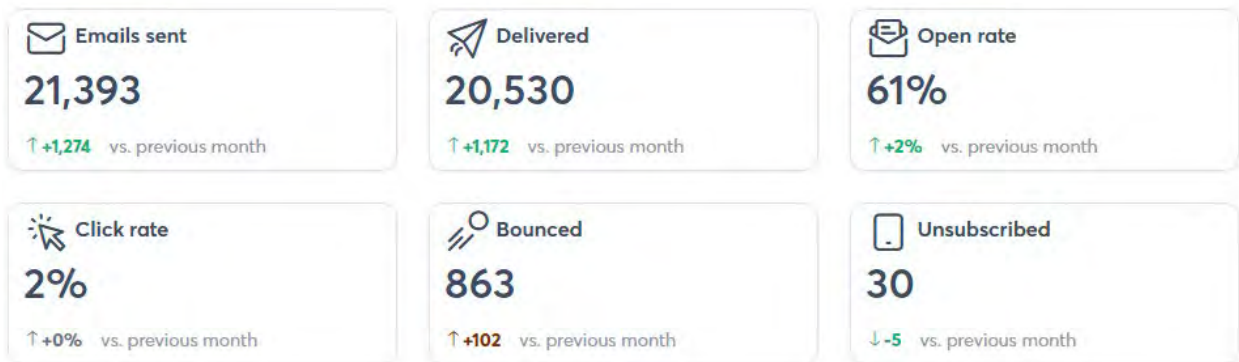 Emails sent
21,393
↑ +1,274 vs. previous month
Delivered
20,530
↑ +1,172 vs. previous month
Open rate
61%
↑ +2% vs. previous month
Click rate
2%
↑ +0% vs. previous month
Bounced
863
↑ +102 vs. previous month
Unsubscribed
30
↓ -5 vs. previous month